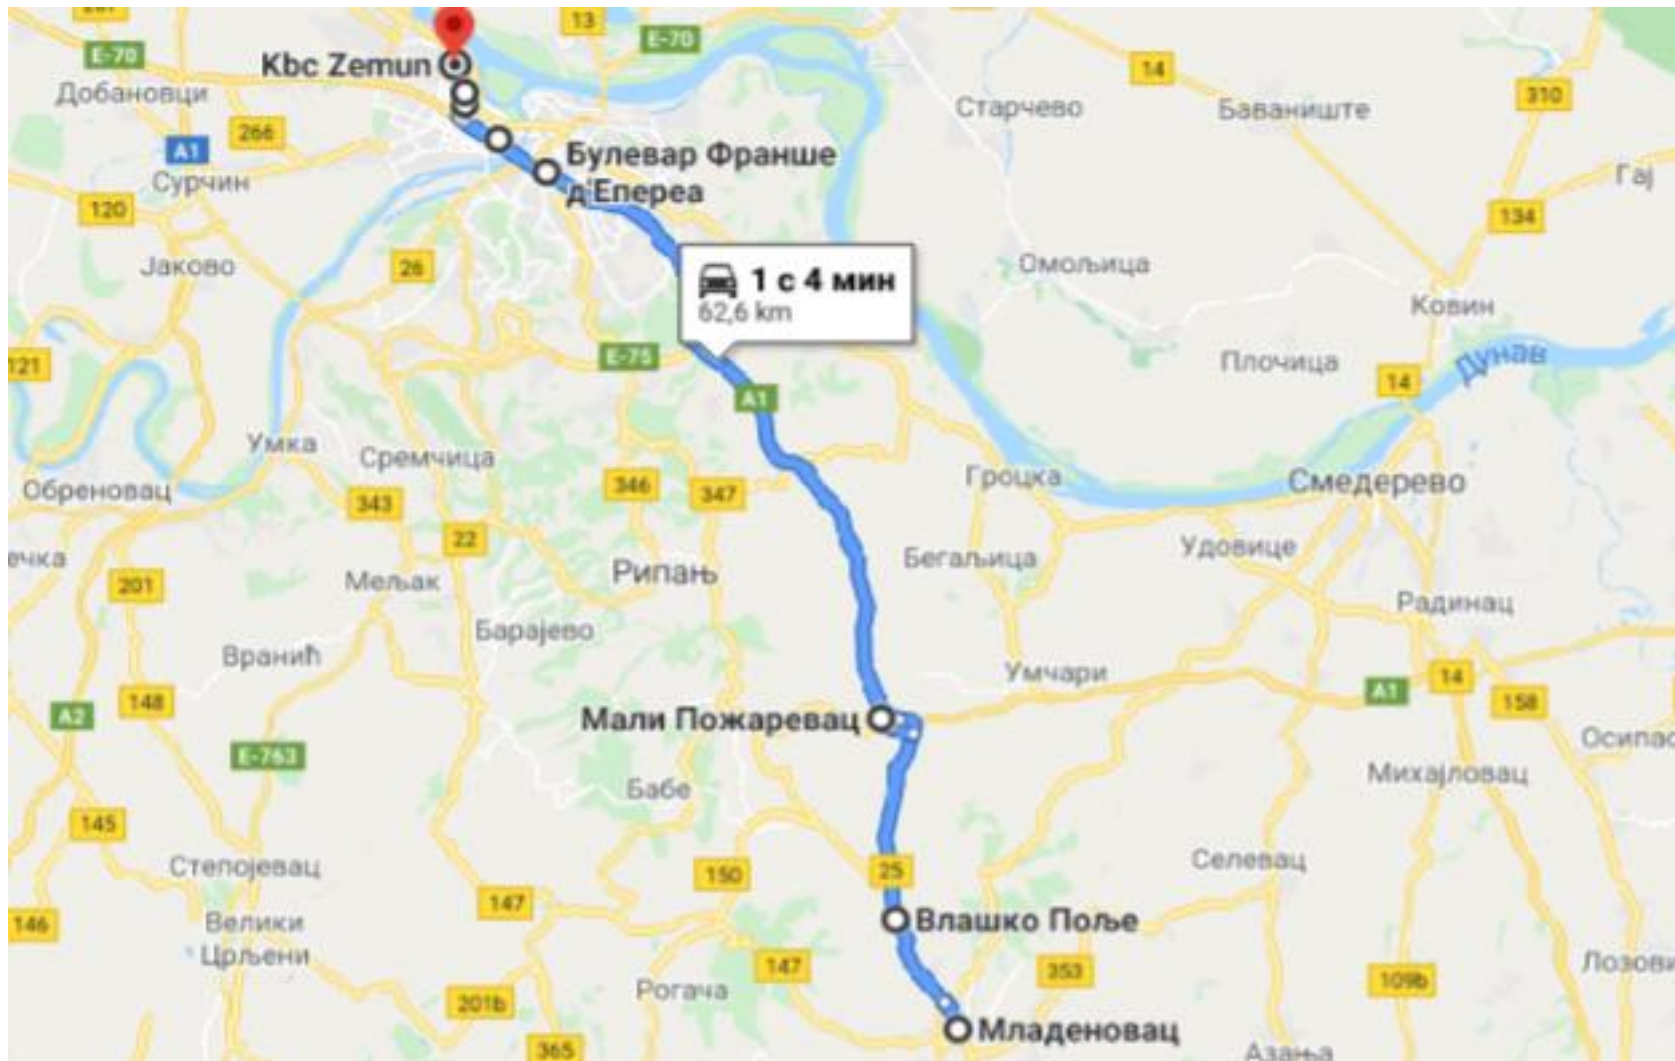 13
E-70
E-70
Kbc Zemun
14
310
Добановци
Старчево
Баваниште
266
A1
Булевар Франше
д'Епереа
Сурчин
Гај
120
134
26
Јаково
Омољица
1 с 4 мин
62,6 km
Ковин
E-75
Плочица
Дунав
121
14
A1
Умка
Сремчица
Гроцка
Смедерево
Обреновац
346
347
343
22
Удовице
Бегаљица
ечка
Рипањ
201
Мељак
Радинац
Барајево
Вранић
Умчари
14
A1
148
158
A2
Мали Пожаревац
E-763
Осипао
Михајловац
Бабе
145
Степојевац
Селевац
150
25
147
146
Велики
Црљени
Влашко Поље
147
353
109b
Лозови
Рогача
201b
Младеновац
365
Азања